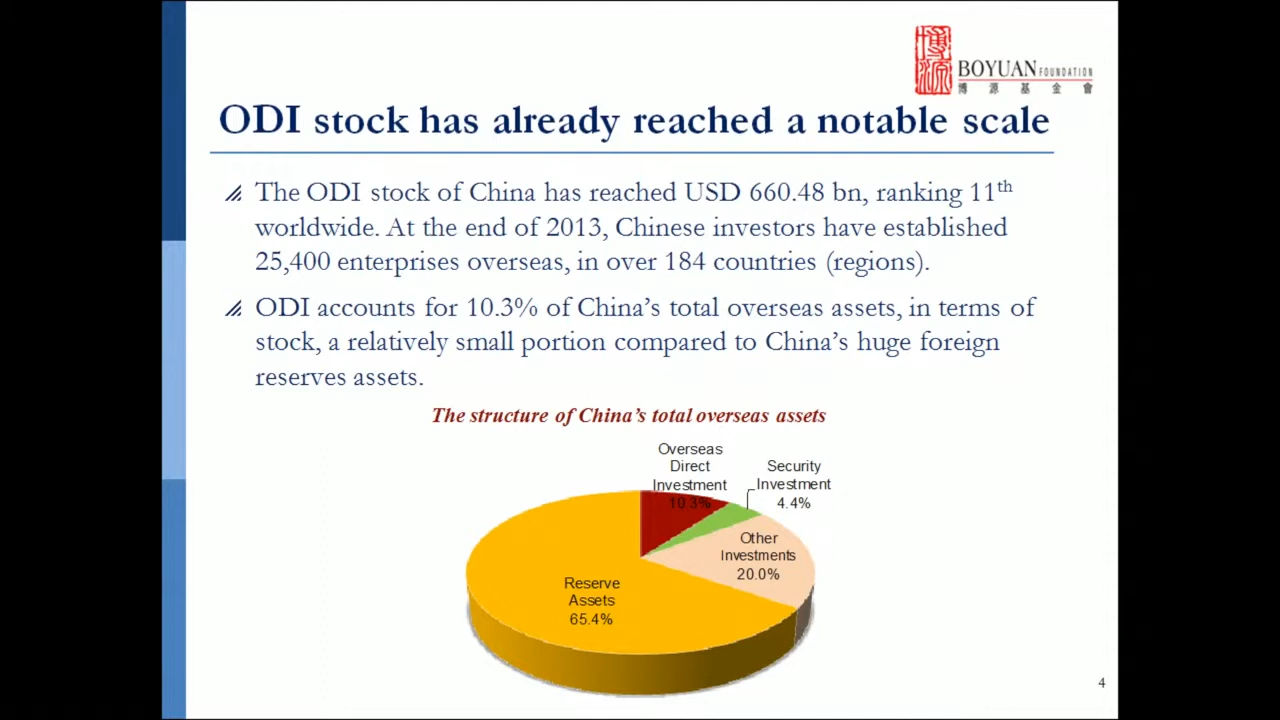 博源
BOYUAN FOUNDATION
博源基金會
ODI stock has already reached a notable scale
The ODI stock of China has reached USD 660.48 bn, ranking 11th
worldwide. At the end of 2013, Chinese investors have established
25,400 enterprises overseas, in over 184 countries (regions).
ODI accounts for 10.3% of China's total overseas assets, in terms of
stock, a relatively small portion compared to China's huge foreign
reserves assets.
The structure of China's total overseas assets
Overseas
Direct
Investment
10.3%
Security
Investment
4.4%
Other
Investments
20.0%
Reserve
Assets
65.4%
4